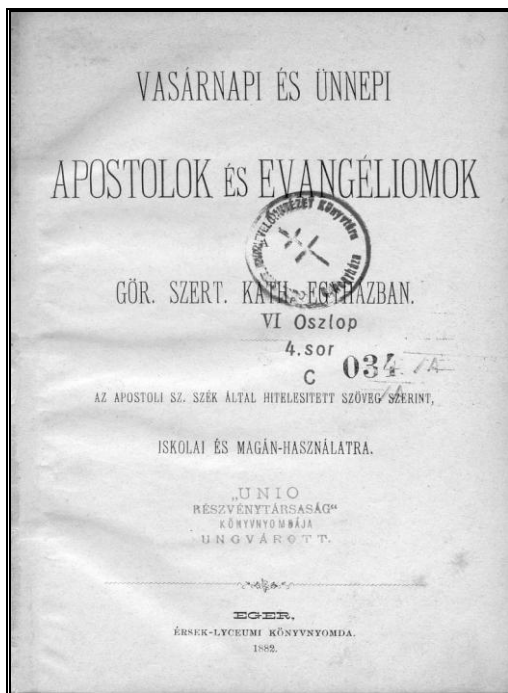 VASÁRNAPI ÉS ÜNNEPI
APOSTOLOK ÉS EVANGÉLIOMOK
GÖR. SZERT. KATH. EGYHÁZBAN.
VI Oszlop
4. sor
C 034 /A
/A
AZ APOSTOLI SZ. SZÉK ÁLTAL HITELESITETT SZÖVEG SZERINT,
ISKOLAI ÉS MAGÁN-HASZNÁLATRA.
„UNIO
RÉSZVÉNYTÁRSASÁG“
KÖNYVNYOMDÁJA
UNGVÁROTT.
EGER,
ÉRSEK-LYCEUMI KÖNYVNYOMDA.
1882.